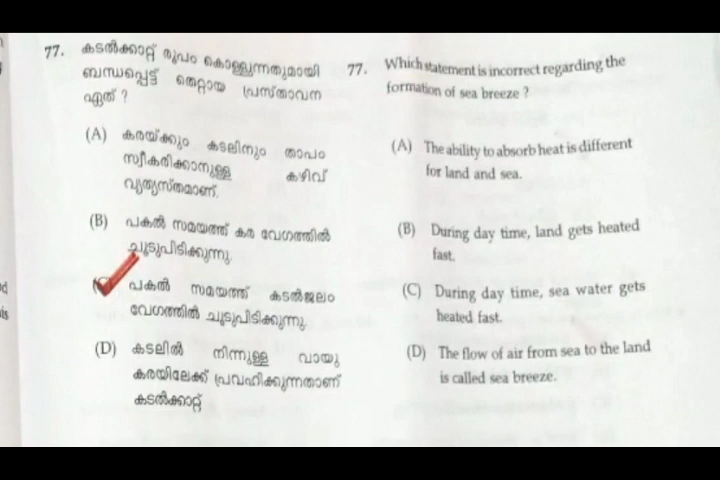 77. കടൽക്കാറ്റ് രൂപം കൊള്ളുന്നതുമായി
ബന്ധപ്പെട്ട് തെറ്റായ പ്രസ്താവന
ഏത് ?
(A) കരയ്ക്കും കടലിനും താപം
സ്വീകരിക്കാനുള്ള കഴിവ്
വ്യത്യസ്തമാണ്.
(B) പകൽ സമയത്ത് കര വേഗത്തിൽ
ചൂടുപിടിക്കുന്നു.
പകൽ സമയത്ത് കടൽജലം
വേഗത്തിൽ ചൂടുപിടിക്കുന്നു.
(D) കടലിൽ നിന്നുള്ള വായു
കരയിലേക്ക് പ്രവഹിക്കുന്നതാണ്
കടൽക്കാറ്റ്
77. Which statement is incorrect regarding the
formation of sea breeze ?
(A) The ability to absorb heat is different
for land and sea.
(B) During day time, land gets heated
fast.
(C) During day time, sea water gets
heated fast.
(D) The flow of air from sea to the land
is called sea breeze.